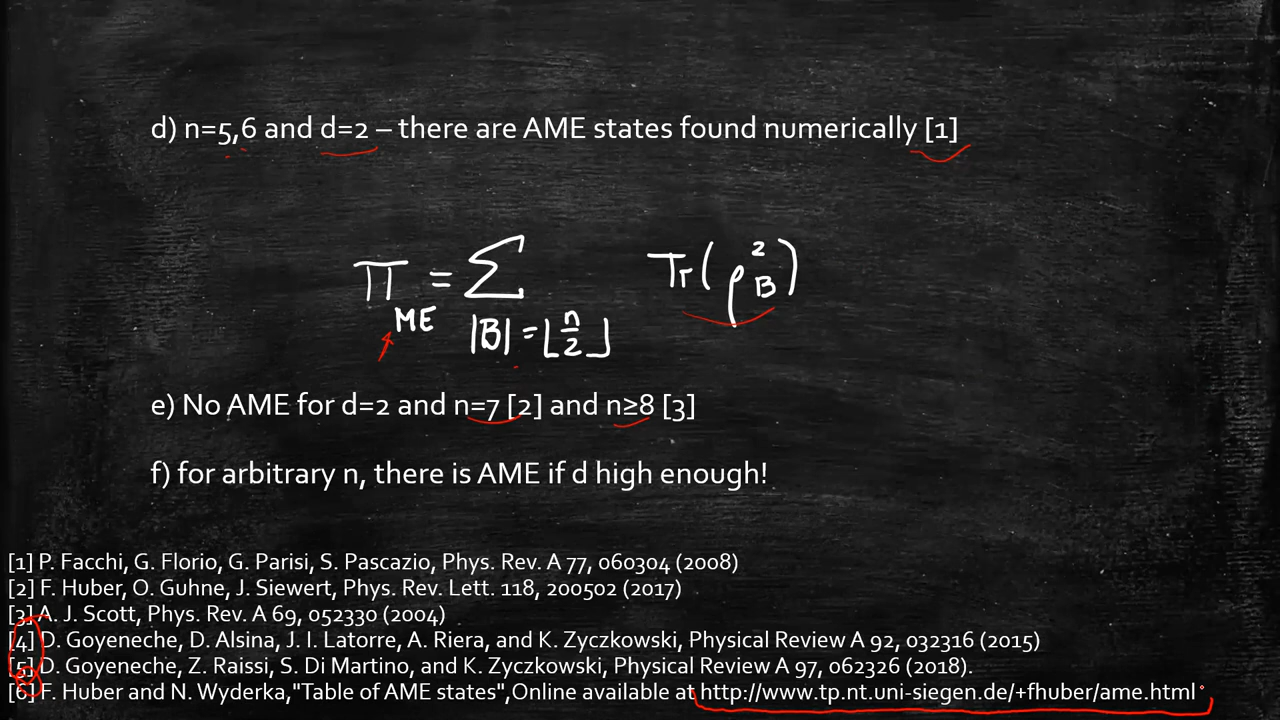 d) n=5,6 and d=2 – there are AME states found numerically [1]
π_ME = Σ_{|B| = ⌊n/2⌋} Tr(ρ_B^2)
e) No AME for d=2 and n=7 [2] and n≥8 [3]
f) for arbitrary n, there is AME if d high enough!
[1] P. Facchi, G. Florio, G. Parisi, S. Pascazio, Phys. Rev. A 77, 060304 (2008)
[2] F. Huber, O. Guhne, J. Siewert, Phys. Rev. Lett. 118, 200502 (2017)
[3] A. J. Scott, Phys. Rev. A 69, 052330 (2004)
[4] D. Goyeneche, D. Alsina, J. I. Latorre, A. Riera, and K. Zyczkowski, Physical Review A 92, 032316 (2015)
[5] D. Goyeneche, Z. Raissi, S. Di Martino, and K. Zyczkowski, Physical Review A 97, 062326 (2018).
[6] F. Huber and N. Wyderka,"Table of AME states",Online available at http://www.tp.nt.uni-siegen.de/+fhuber/ame.html